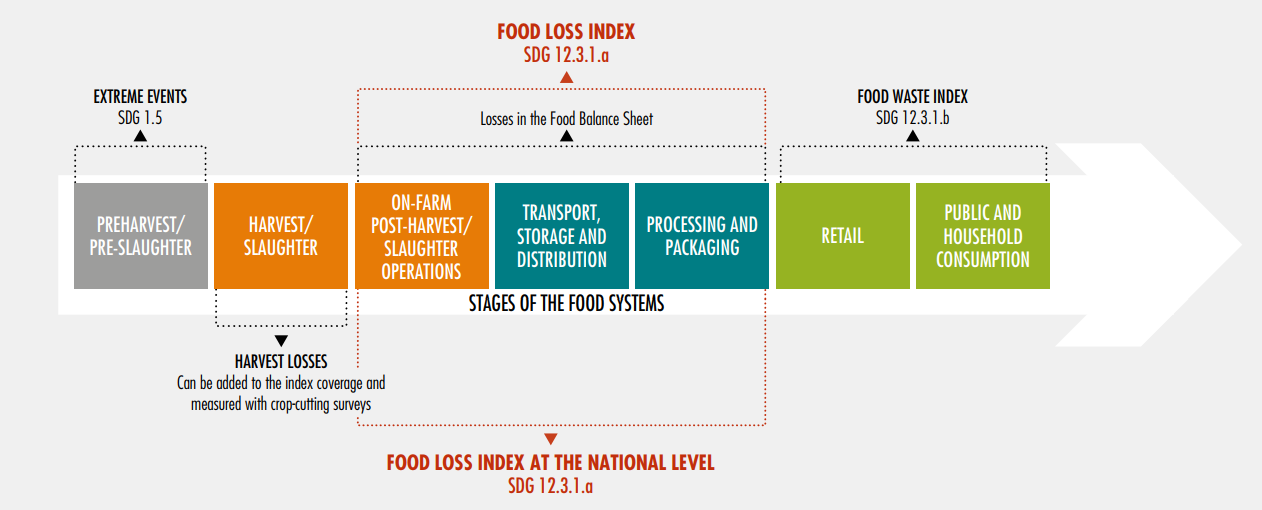 FOOD LOSS INDEX
SDG 12.3.1.a
EXTREME EVENTS
SDG 1.5
Losses in the Food Balance Sheet
FOOD WASTE INDEX
SDG 12.3.1.b
PREHARVEST/
PRE-SLAUGHTER
HARVEST/
SLAUGHTER
ON-FARM
POST-HARVEST/
SLAUGHTER
OPERATIONS
TRANSPORT,
STORAGE AND
DISTRIBUTION
PROCESSING AND
PACKAGING
RETAIL
PUBLIC AND
HOUSEHOLD
CONSUMPTION
STAGES OF THE FOOD SYSTEMS
HARVEST LOSSES
Can be added to the index coverage and
measured with crop-cutting surveys
FOOD LOSS INDEX AT THE NATIONAL LEVEL
SDG 12.3.1.a